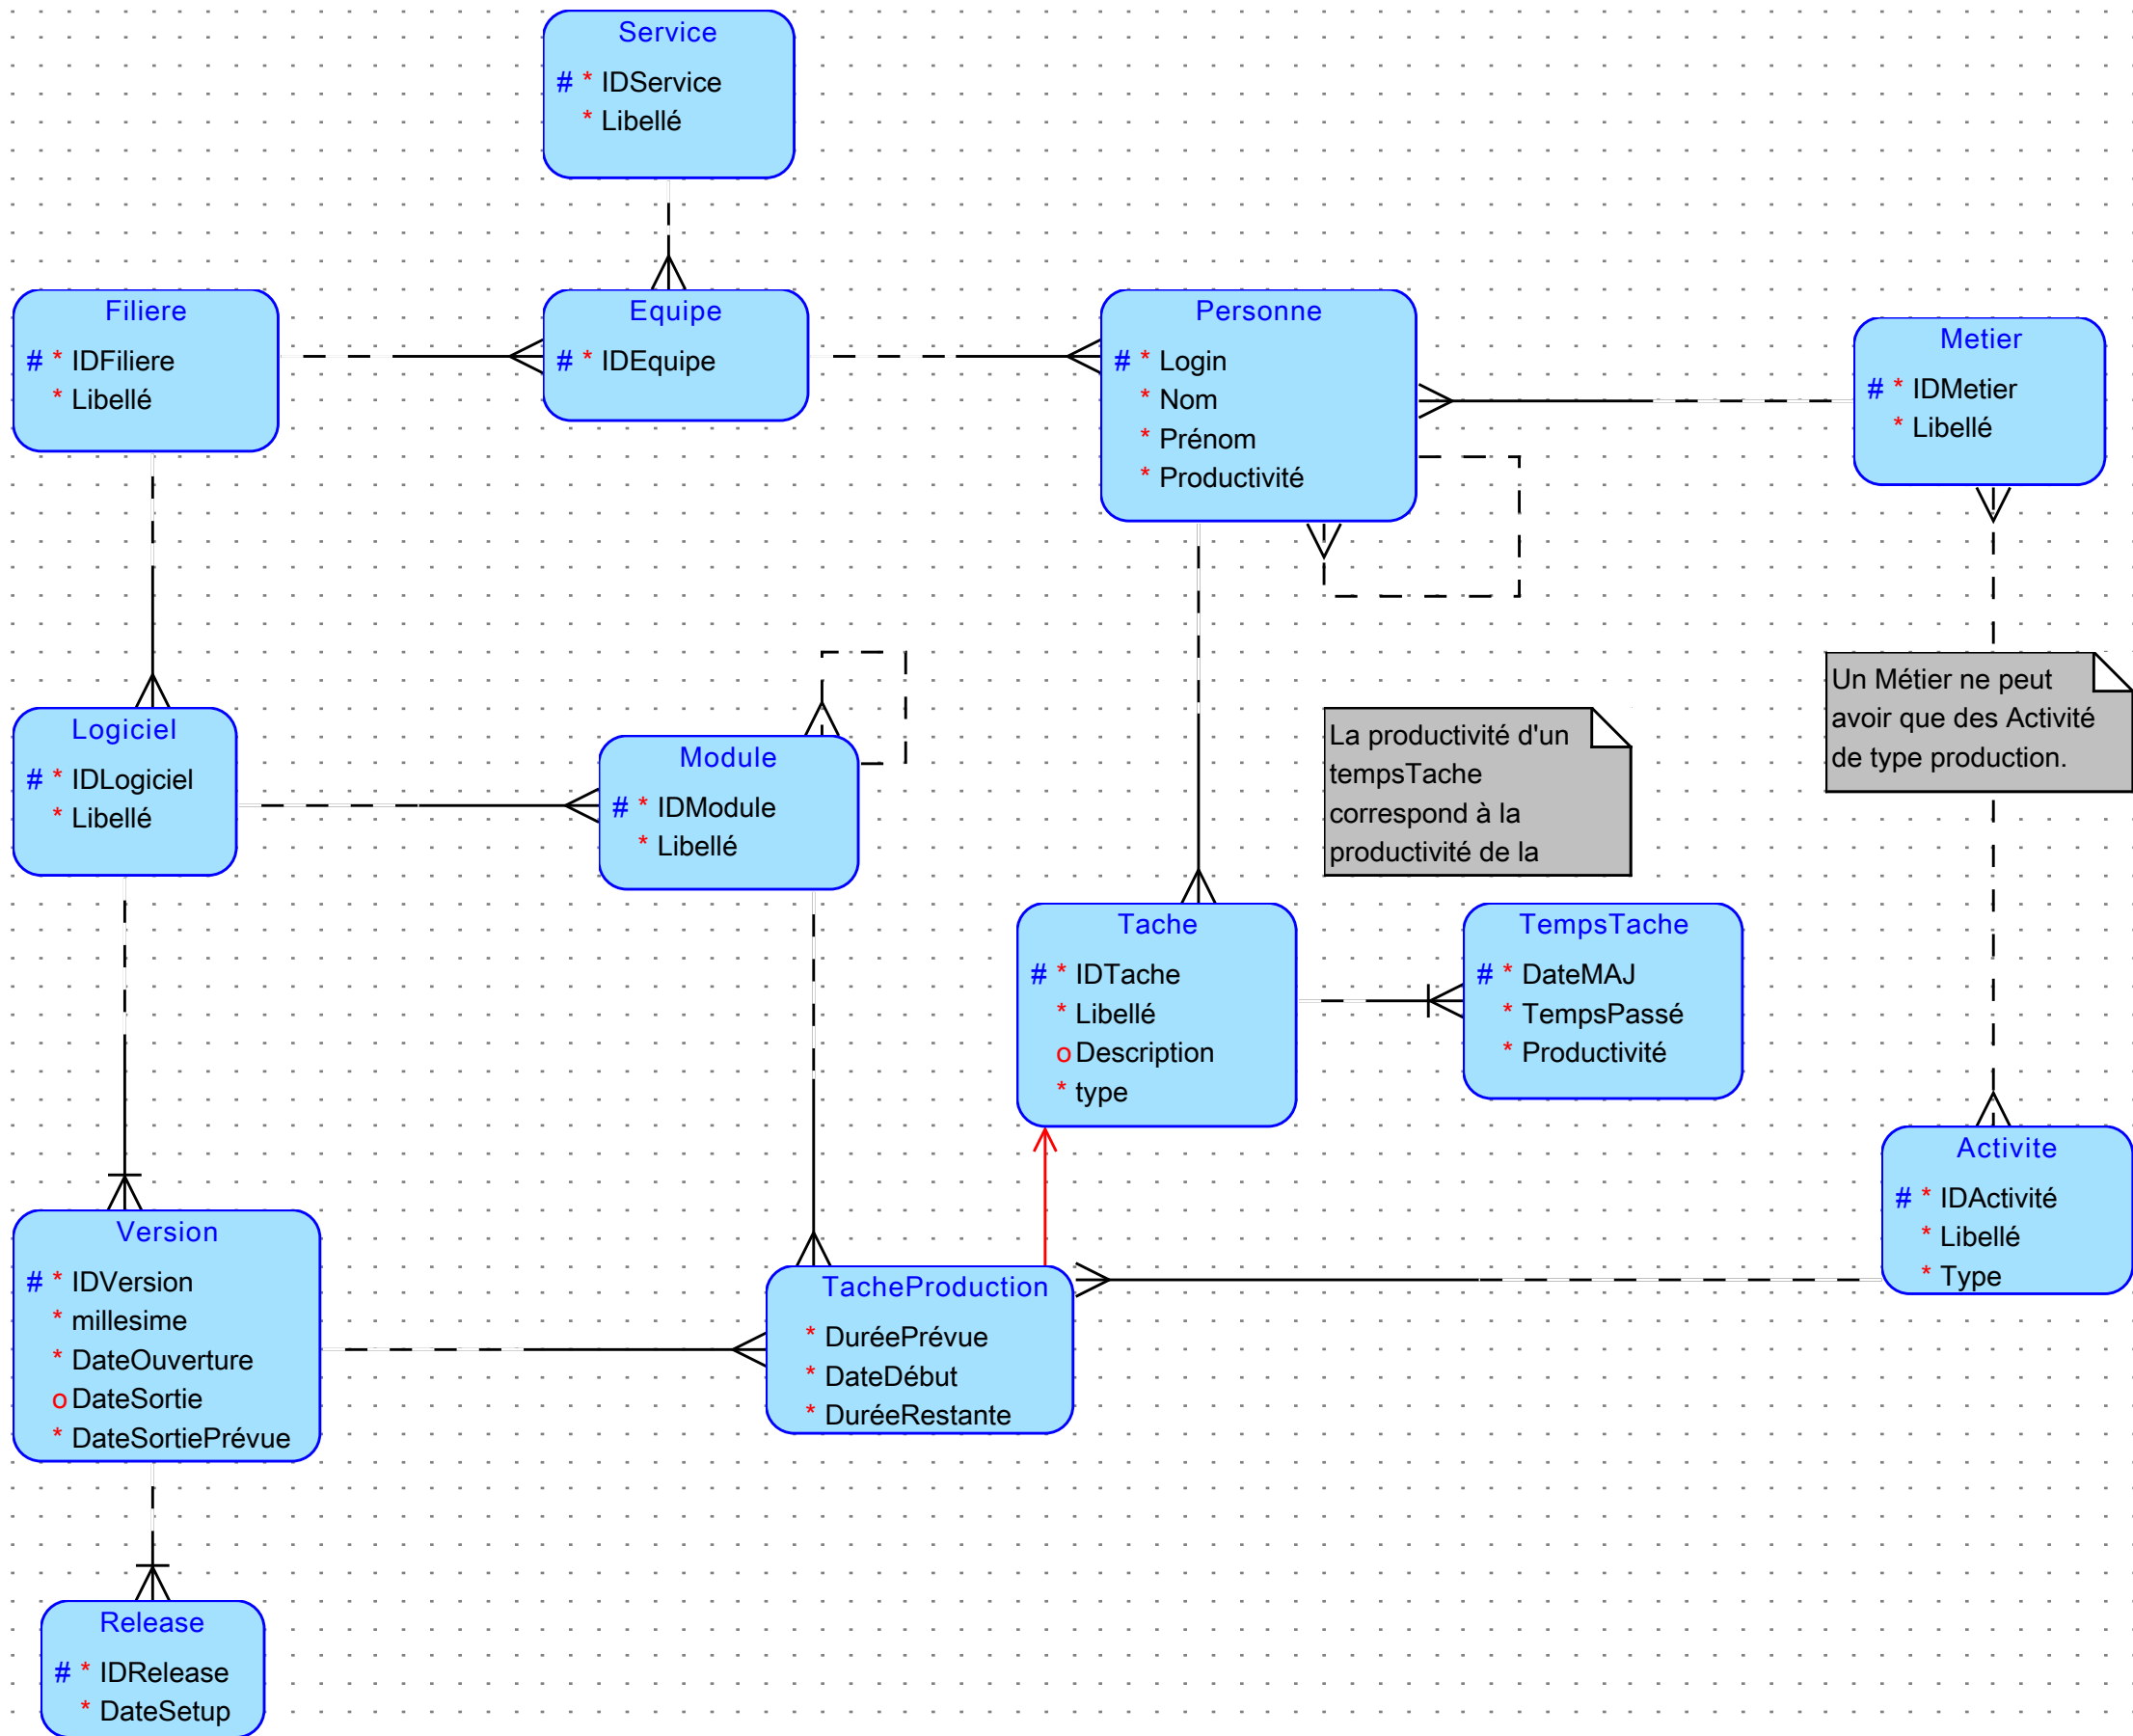 Service
# * IDService
* Libellé
Filiere
# * IDFiliere
* Libellé
Equipe
# * IDEquipe
Personne
# * Login
* Nom
* Prénom
* Productivité
Metier
# * IDMetier
* Libellé
Logiciel
# * IDLogiciel
* Libellé
Module
# * IDModule
* Libellé
La productivité d'un
tempsTache
correspond à la
productivité de la
Un Métier ne peut
avoir que des Activité
de type production.
Tache
# * IDTache
* Libellé
o Description
* type
TempsTache
# * DateMAJ
* TempsPassé
* Productivité
Activite
# * IDActivité
* Libellé
* Type
Version
# * IDVersion
* millesime
* DateOuverture
o DateSortie
* DateSortiePrévue
TacheProduction
* DuréePrévue
* DateDébut
* DuréeRestante
Release
# * IDRelease
* DateSetup